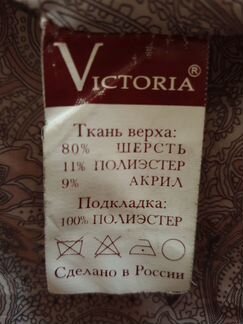 VICTORIA®
Ткань верха:
80% ШЕРСТЬ
11% ПОЛИЭСТЕР
9% АКРИЛ
Подкладка:
100% ПОЛИЭСТЕР
Сделано в России